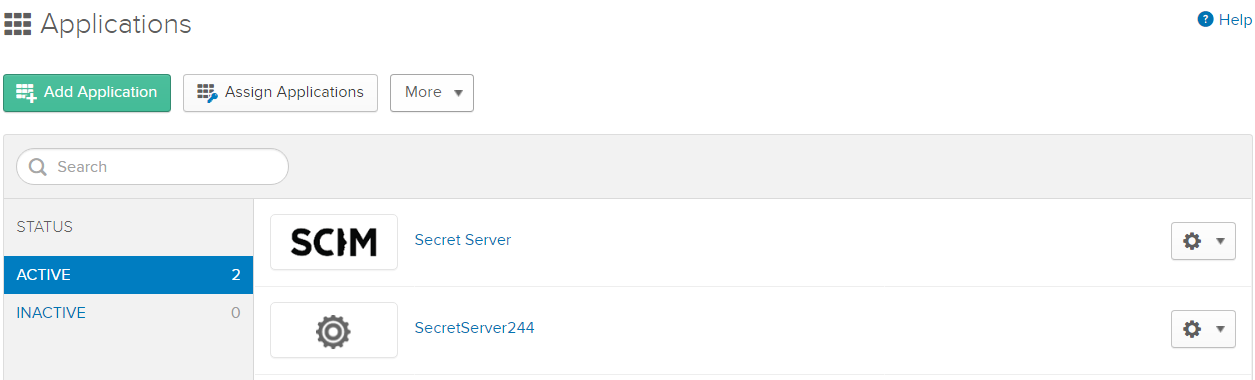 Applications
? Help
Add Application
Assign Applications
More
Search
STATUS
SCIM
Secret Server
ACTIVE 2
INACTIVE 0
SecretServer244